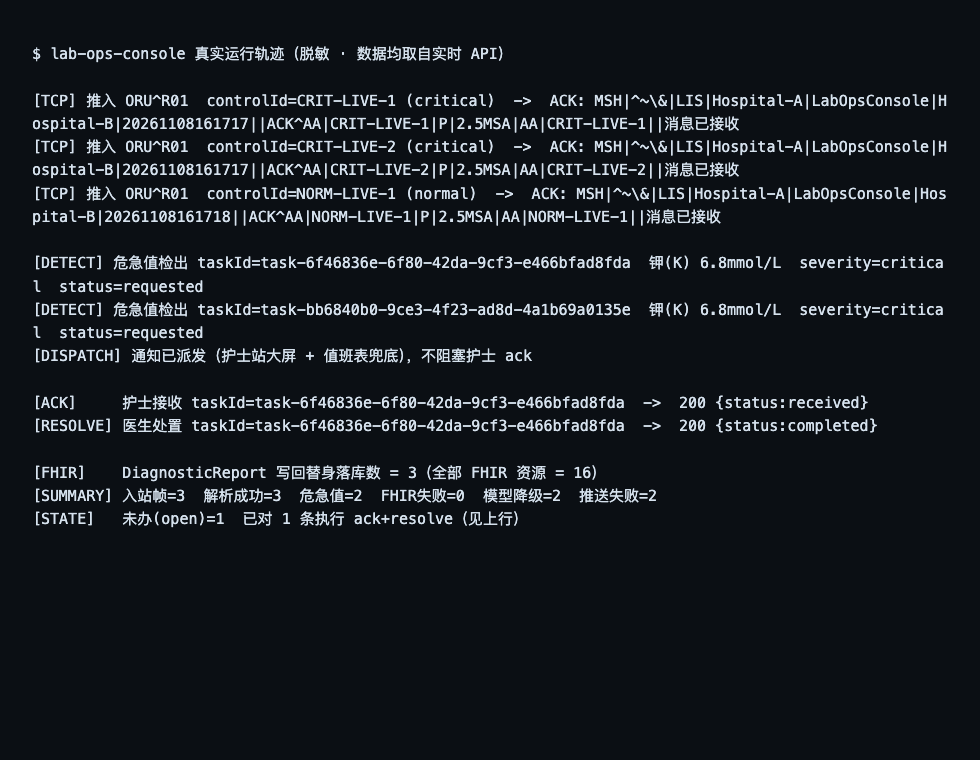 $ lab-ops-console 真实运行轨迹（脱敏 · 数据均取自实时 API）
[TCP] 推入 ORU^R01  controlId=CRIT-LIVE-1 (critical)  ->  ACK: MSH|^~\&|LIS|Hospital-A|LabOpsConsole|H
ospital-B|20261108161717||ACK^AA|CRIT-LIVE-1|P|2.5MSA|AA|CRIT-LIVE-1||消息已接收
[TCP] 推入 ORU^R01  controlId=CRIT-LIVE-2 (critical)  ->  ACK: MSH|^~\&|LIS|Hospital-A|LabOpsConsole|H
ospital-B|20261108161717||ACK^AA|CRIT-LIVE-2|P|2.5MSA|AA|CRIT-LIVE-2||消息已接收
[TCP] 推入 ORU^R01  controlId=NORM-LIVE-1 (normal)  ->  ACK: MSH|^~\&|LIS|Hospital-A|LabOpsConsole|Hos
pital-B|20261108161718||ACK^AA|NORM-LIVE-1|P|2.5MSA|AA|NORM-LIVE-1||消息已接收
[DETECT] 危急值检出 taskId=task-6f46836e-6f80-42da-9cf3-e466bfad8fda  钾(K) 6.8mmol/L  severity=critica
l  status=requested
[DETECT] 危急值检出 taskId=task-bb6840b0-9ce3-4f23-ad8d-4a1b69a0135e  钾(K) 6.8mmol/L  severity=critica
l  status=requested
[DISPATCH] 通知已派发（护士站大屏 + 值班表兜底），不阻塞护士 ack
[ACK]     护士接收 taskId=task-6f46836e-6f80-42da-9cf3-e466bfad8fda  ->  200 {status:received}
[RESOLVE] 医生处置 taskId=task-6f46836e-6f80-42da-9cf3-e466bfad8fda  ->  200 {status:completed}
[FHIR]    DiagnosticReport 写回替身落库数 = 3（全部 FHIR 资源 = 16）
[SUMMARY] 入站帧=3  解析成功=3  危急值=2  FHIR失败=0  模型降级=2  推送失败=2
[STATE]   未办(open)=1  已对 1 条执行 ack+resolve（见上行）